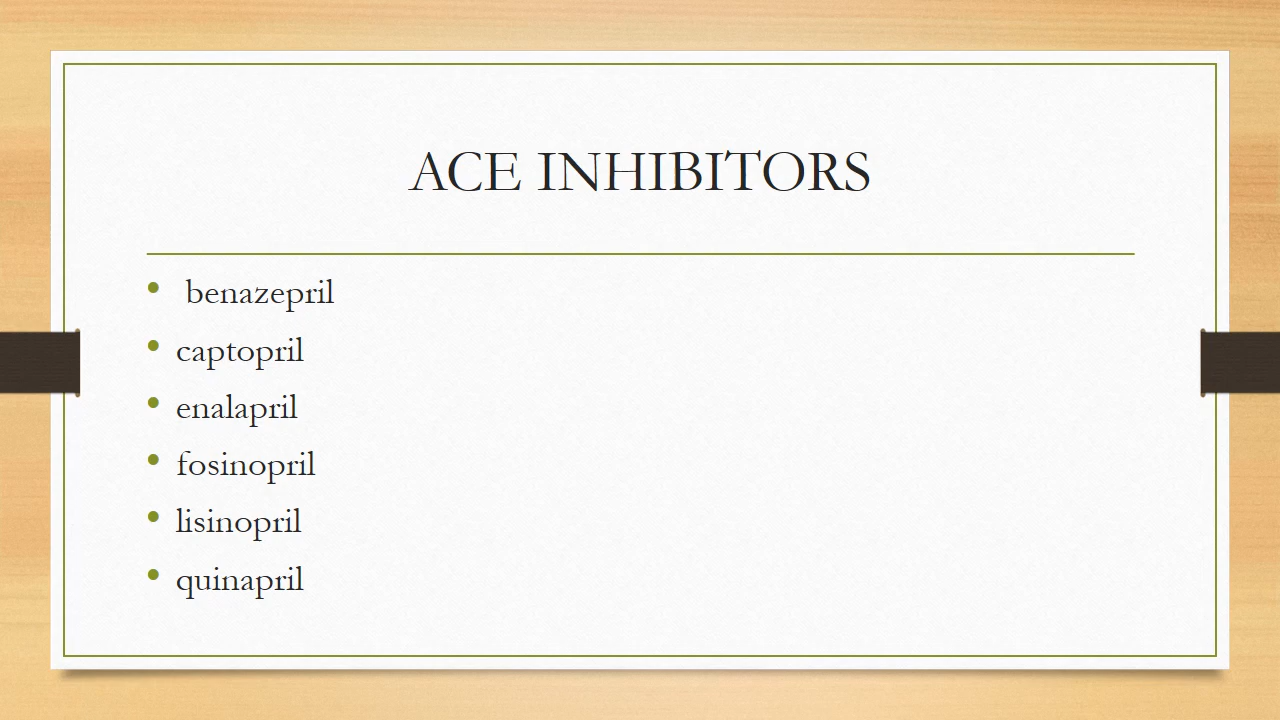 ACE INHIBITORS
• benazepril
• captopril
• enalapril
• fosinopril
• lisinopril
• quinapril